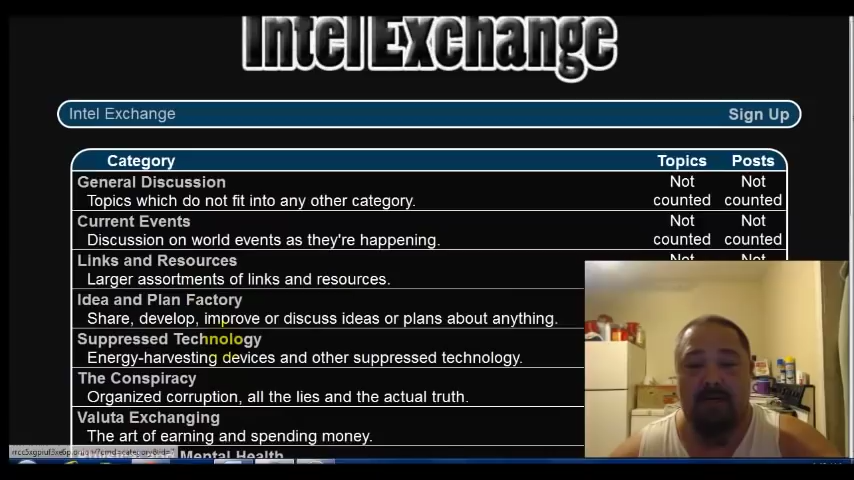 Intel Exchange
Intel Exchange Sign Up
Category Topics Posts
General Discussion Not Not
Topics which do not fit into any other category. counted counted
Current Events Not Not
Discussion on world events as they're happening. counted counted
Links and Resources Not Not
Larger assortments of links and resources.
Idea and Plan Factory
Share, develop, improve or discuss ideas or plans about anything.
Suppressed Technology
Energy-harvesting devices and other suppressed technology.
The Conspiracy
Organized corruption, all the lies and the actual truth.
Valuta Exchanging
The art of earning and spending money.
Mental Health